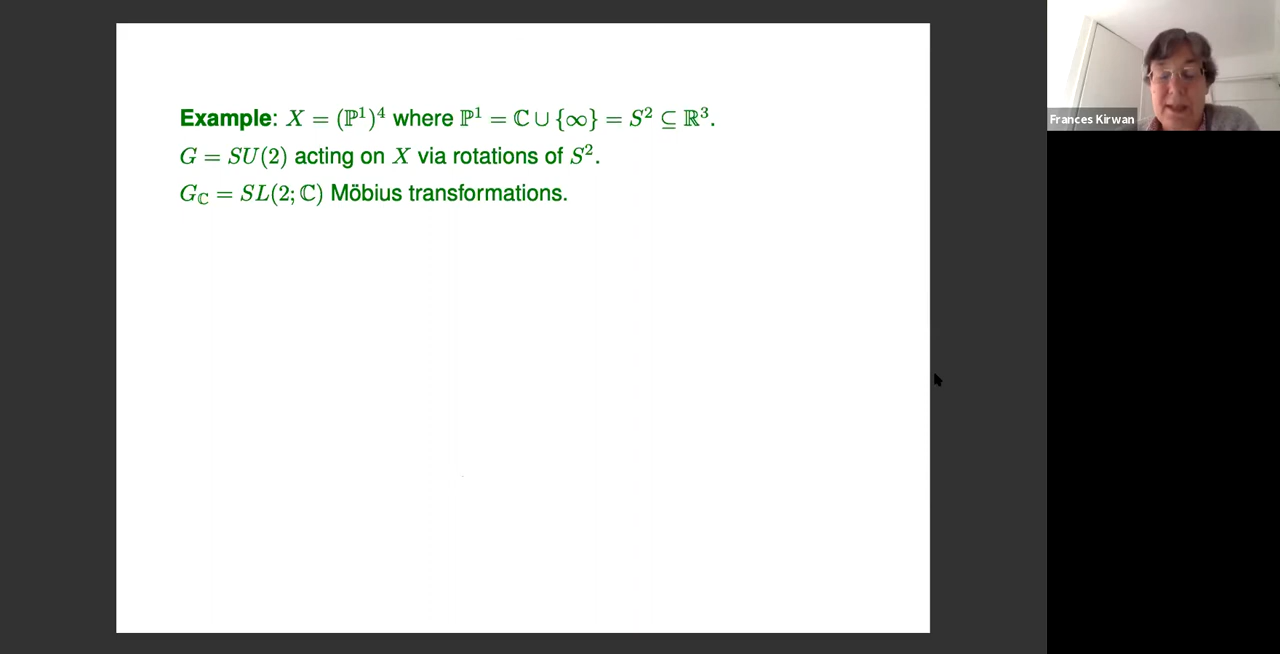 Example: X = (ℙ¹)⁴ where ℙ¹ = ℂ ∪ {∞} = S² ⊆ ℝ³.
G = SU(2) acting on X via rotations of S².
G_ℂ = SL(2; ℂ) Möbius transformations.
Frances Kirwan